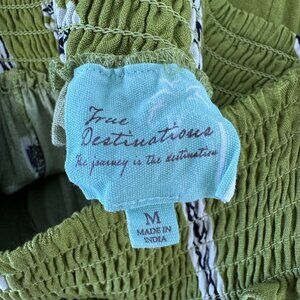 True
Destinations
the journey is the destination
M
MADE IN
INDIA